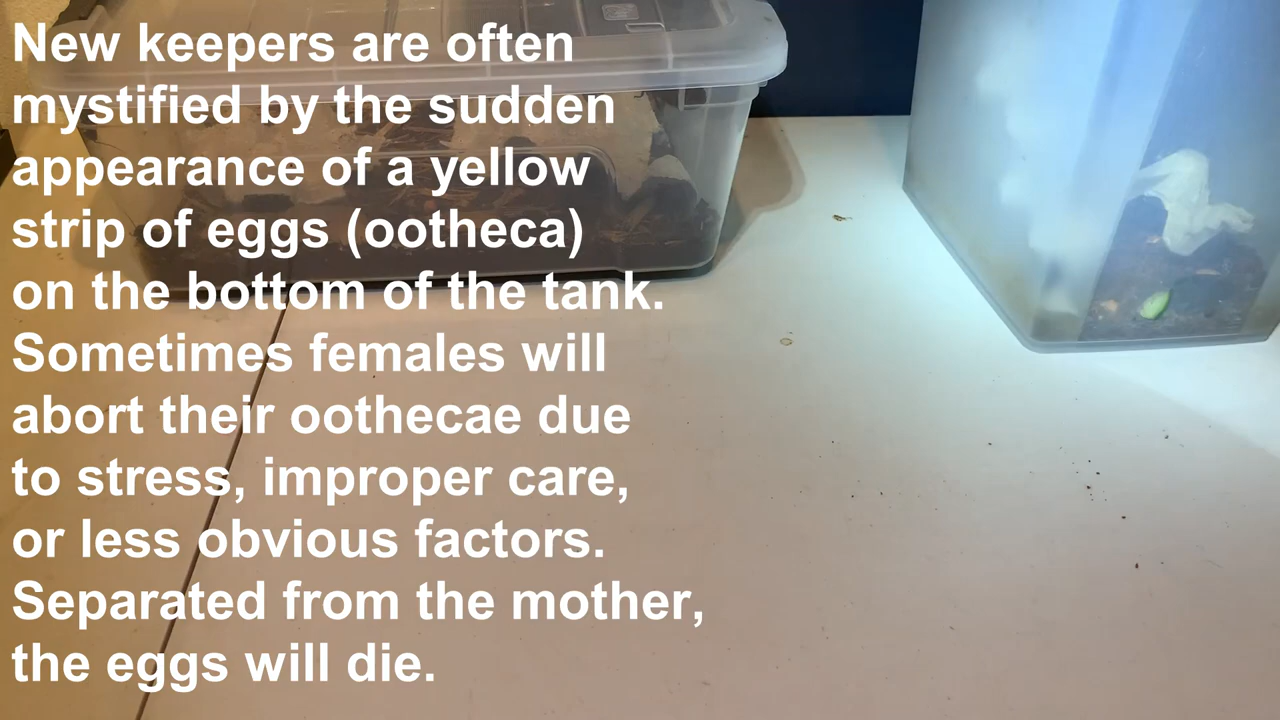 New keepers are often
mystified by the sudden
appearance of a yellow
strip of eggs (ootheca)
on the bottom of the tank.
Sometimes females will
abort their oothecae due
to stress, improper care,
or less obvious factors.
Separated from the mother,
the eggs will die.